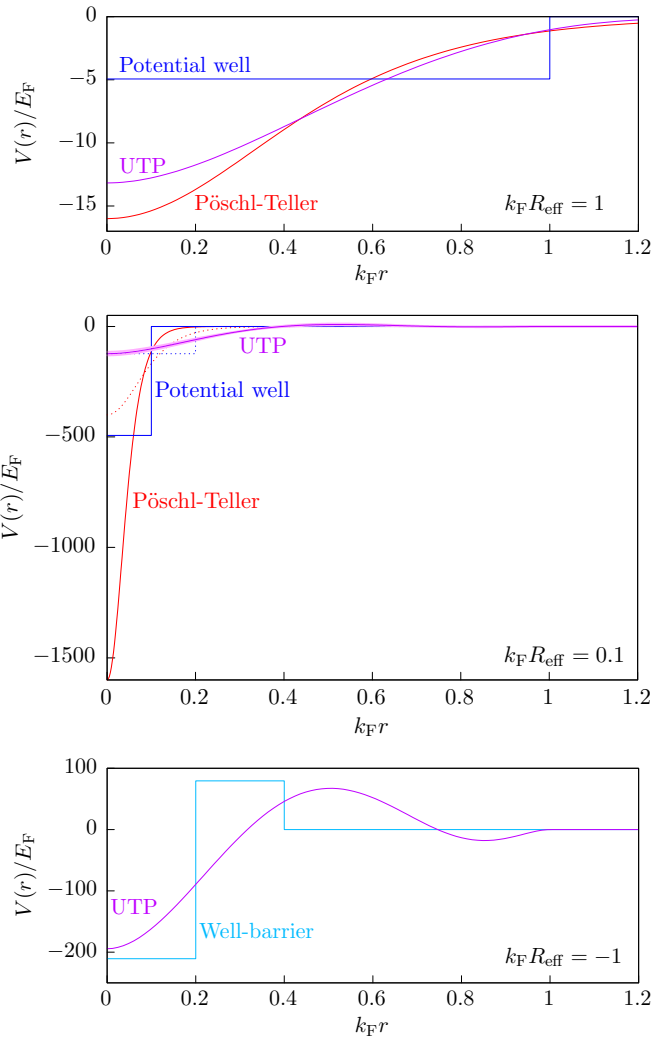 0
−5
−10
−15
V(r)/E_F
Potential well
UTP
Pöschl-Teller
k_F R_eff = 1
0 0.2 0.4 0.6 0.8 1 1.2
k_F r
0
−500
−1000
−1500
V(r)/E_F
UTP
Potential well
Pöschl-Teller
k_F R_eff = 0.1
0 0.2 0.4 0.6 0.8 1 1.2
k_F r
100
0
−100
−200
V(r)/E_F
UTP
Well-barrier
k_F R_eff = −1
0 0.2 0.4 0.6 0.8 1 1.2
k_F r